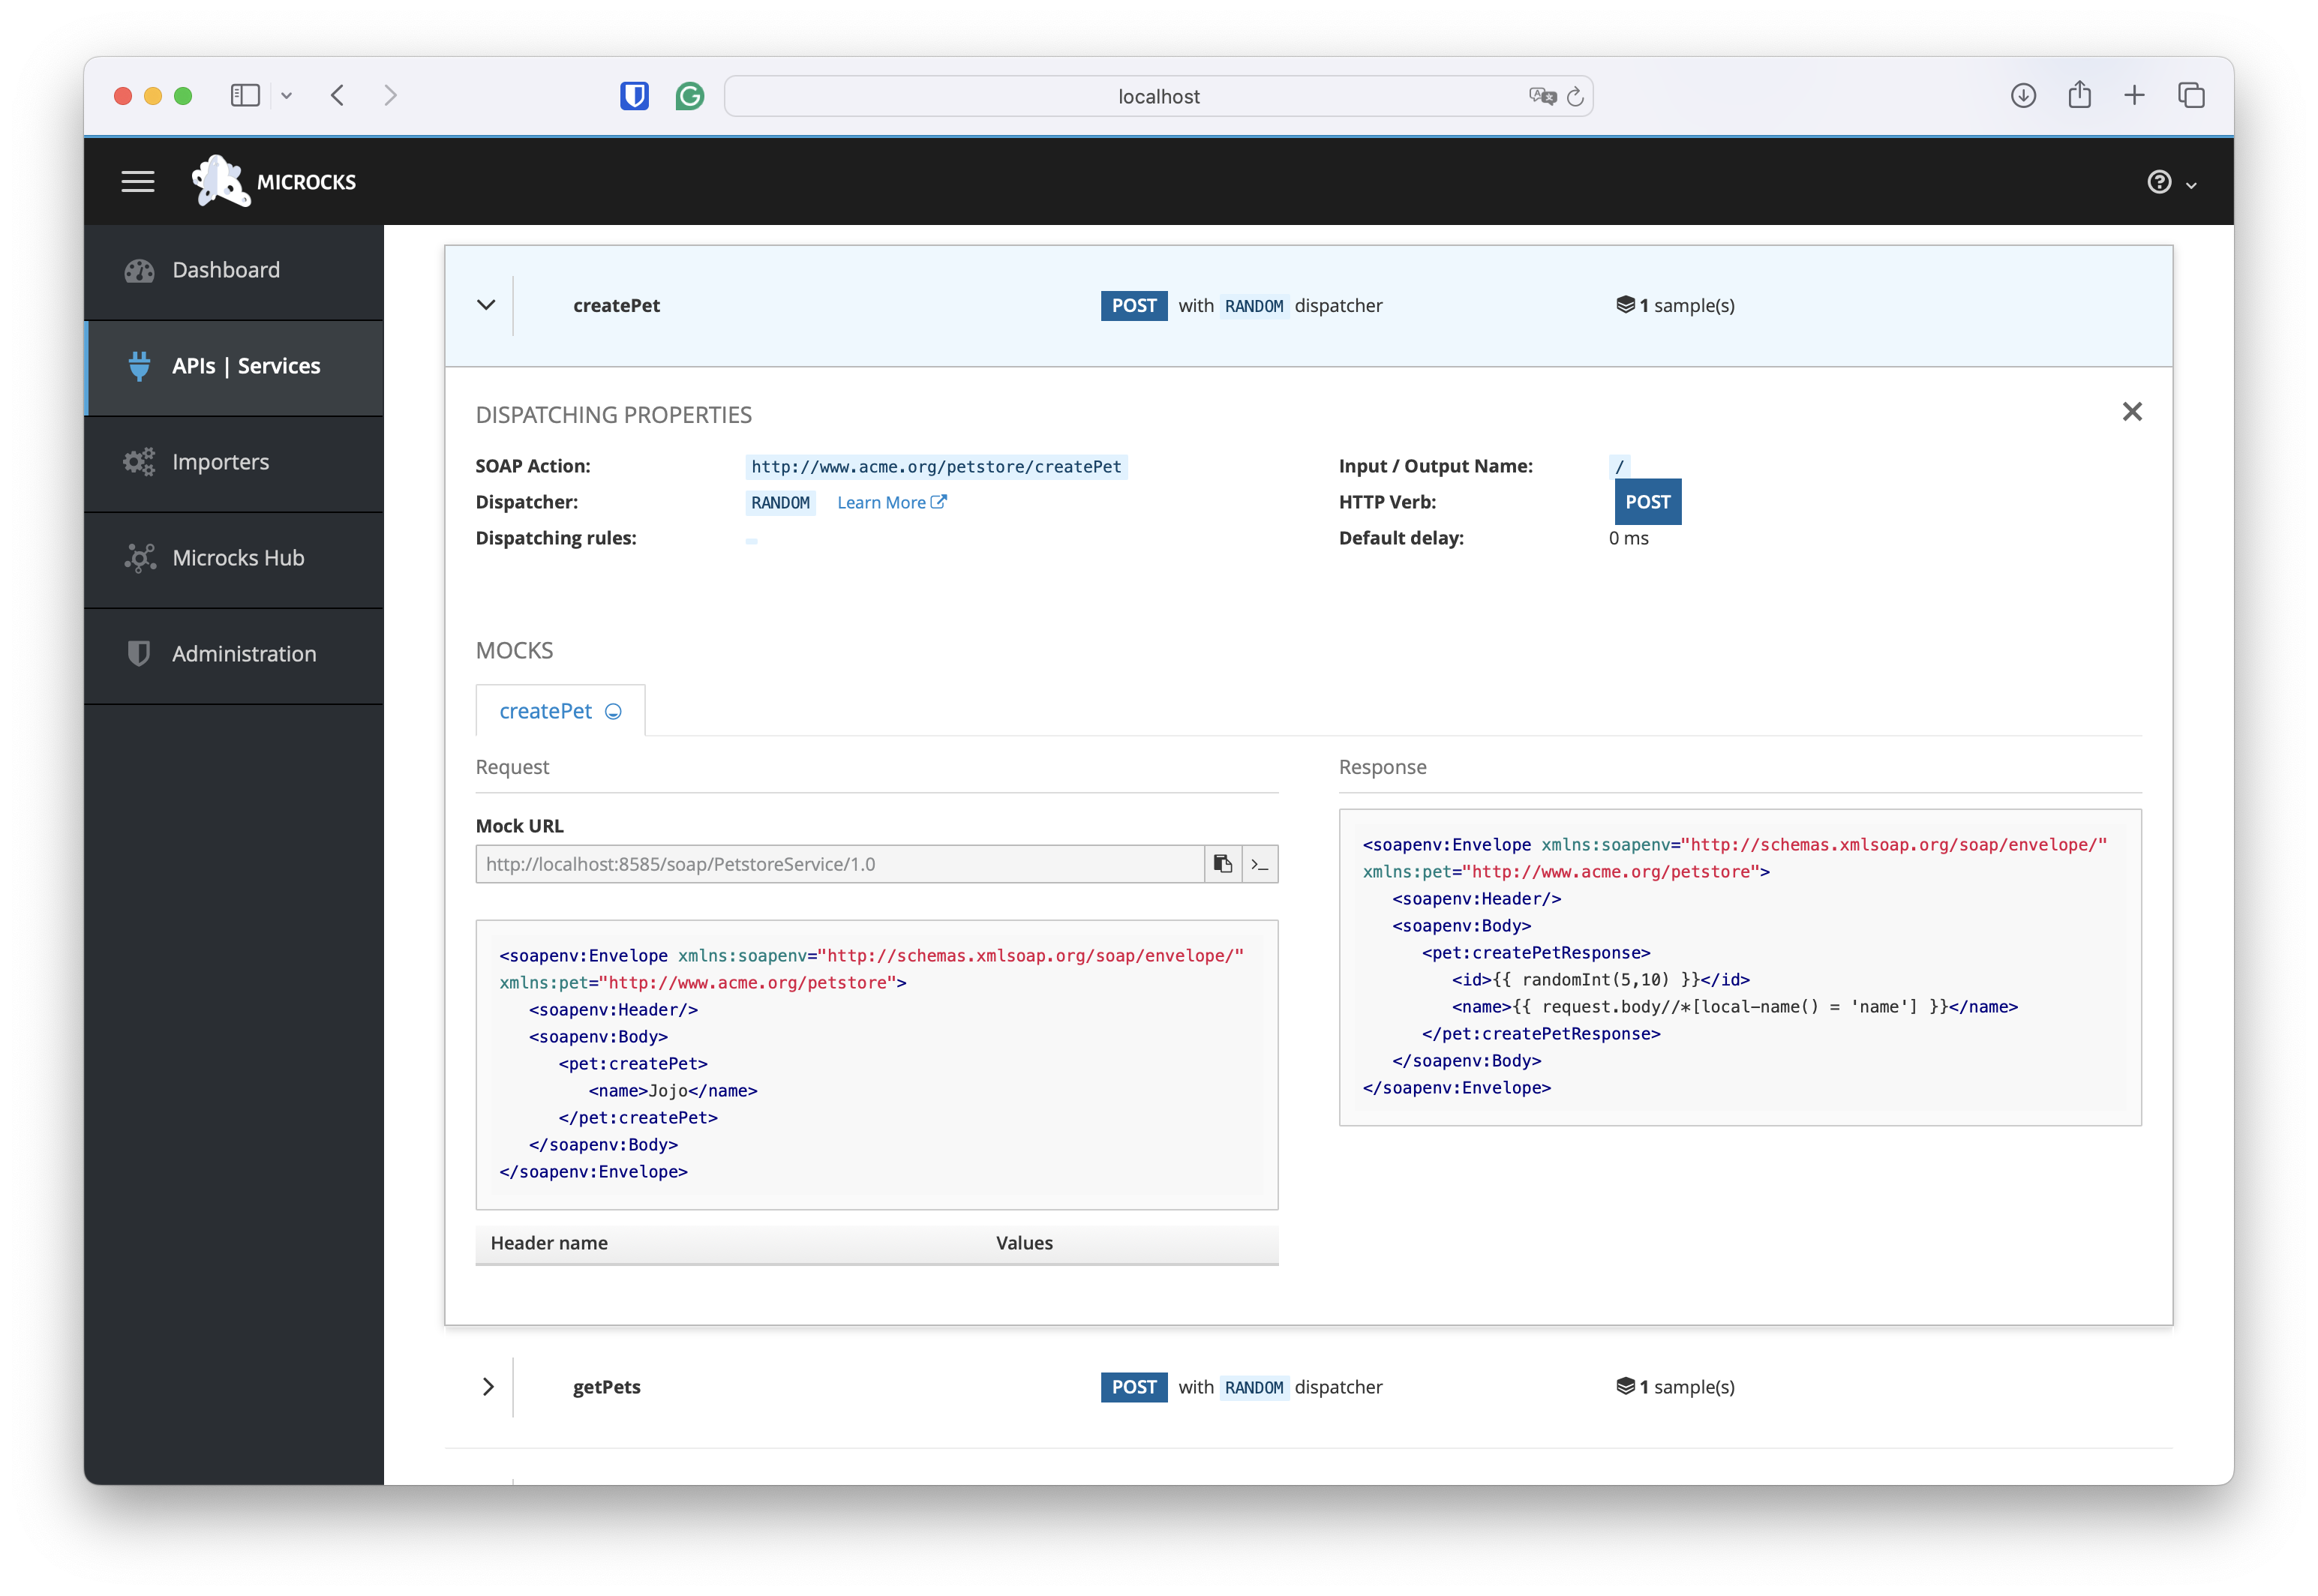 localhost
MICROCKS
Dashboard
APIs | Services
Importers
Microcks Hub
Administration
createPet
POST with RANDOM dispatcher
1 sample(s)
DISPATCHING PROPERTIES
SOAP Action: http://www.acme.org/petstore/createPet
Input / Output Name: /
Dispatcher: RANDOM Learn More
HTTP Verb: POST
Dispatching rules:
Default delay: 0 ms
MOCKS
createPet
Request
Mock URL
http://localhost:8585/soap/PetstoreService/1.0
<soapenv:Envelope xmlns:soapenv="http://schemas.xmlsoap.org/soap/envelope/"
xmlns:pet="http://www.acme.org/petstore">
<soapenv:Header/>
<soapenv:Body>
<pet:createPet>
<name>Jojo</name>
</pet:createPet>
</soapenv:Body>
</soapenv:Envelope>
Header name Values
Response
<soapenv:Envelope xmlns:soapenv="http://schemas.xmlsoap.org/soap/envelope/"
xmlns:pet="http://www.acme.org/petstore">
<soapenv:Header/>
<soapenv:Body>
<pet:createPetResponse>
<id>{{ randomInt(5,10) }}</id>
<name>{{ request.body//*[local-name() = 'name'] }}</name>
</pet:createPetResponse>
</soapenv:Body>
</soapenv:Envelope>
getPets
POST with RANDOM dispatcher
1 sample(s)